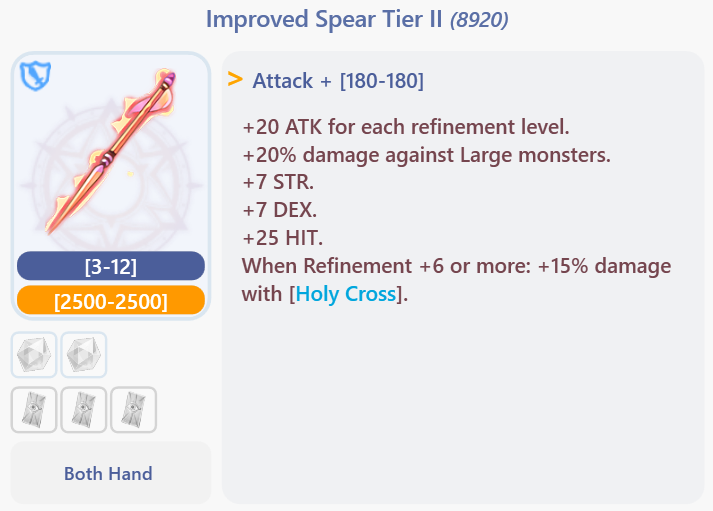 Improved Spear Tier II (8920)
> Attack + [180-180]
+20 ATK for each refinement level.
+20% damage against Large monsters.
+7 STR.
+7 DEX.
+25 HIT.
When Refinement +6 or more: +15% damage
with [Holy Cross].
[3-12]
[2500-2500]
Both Hand